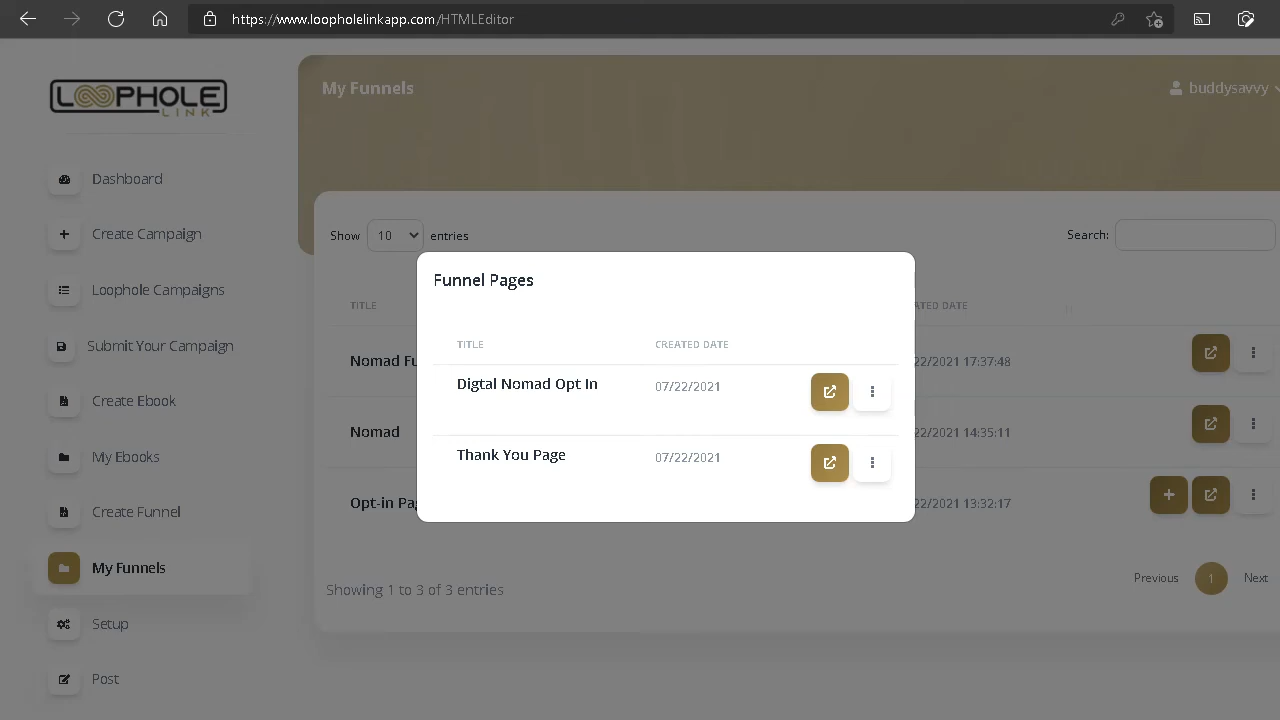 https://www.loopholelinkapp.com/HTMLEditor
LOOPHOLE
LINK
My Funnels
buddysavvy
Dashboard
Create Campaign
Loophole Campaigns
Submit Your Campaign
Create Ebook
My Ebooks
Create Funnel
My Funnels
Setup
Post
Show 10 entries
Search:
TITLE
ATED DATE
Nomad Fu
22/2021 17:37:48
Nomad
22/2021 14:35:11
Opt-in Pag
22/2021 13:32:17
Funnel Pages
TITLE CREATED DATE
Digtal Nomad Opt In 07/22/2021
Thank You Page 07/22/2021
Showing 1 to 3 of 3 entries
Previous 1 Next